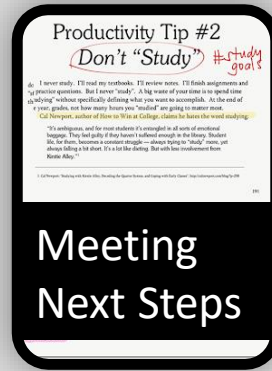 Productivity Tip #2
Don't "Study"
#study
goals
I never study. I'll read my textbooks. I'll review notes. I'll finish assignments and
practice questions. But I never "study". A big waste of your time is to spend time
"studying" without specifically defining what you want to accomplish. At the end of
year, grades, not how many hours you "studied" are going to matter most.
Cal Newport, author of How to Win at College, claims he hates the word studying.
"It's ambiguous, and for most students it's entangled in all sorts of emotional
baggage. They feel guilty if they haven't suffered enough in the library. Student
life, for them, becomes a constant struggle — always trying to "study" more, yet
always falling a bit short. It's a lot like dieting. But with less involvement from
Kirstie Alley."
191
Meeting
Next Steps